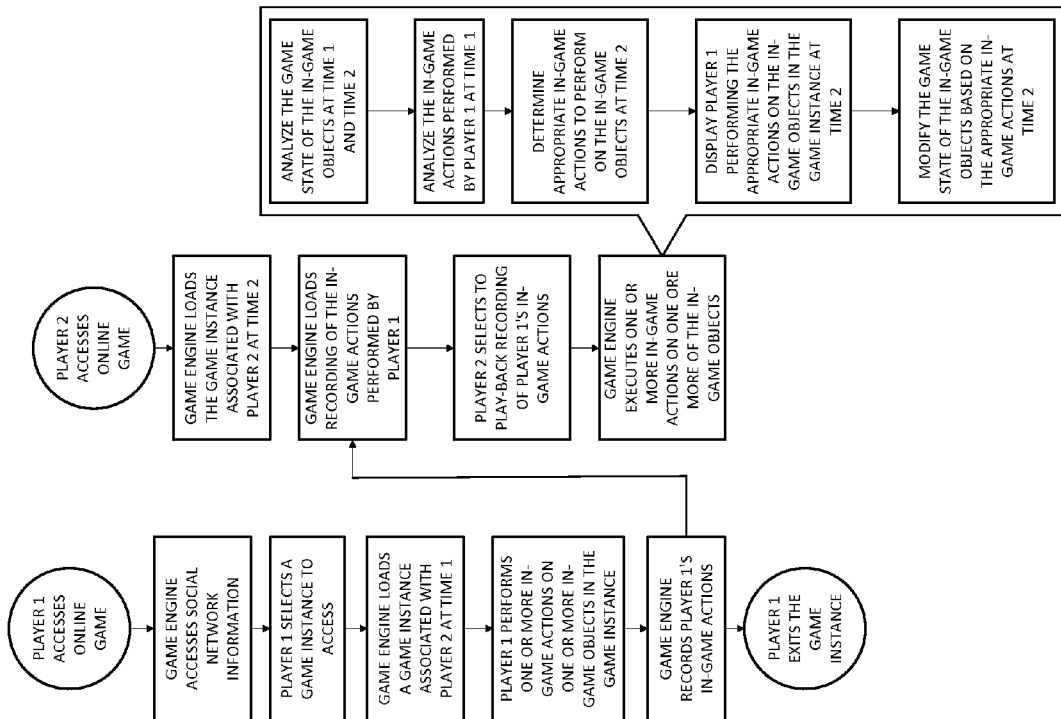 PLAYER 1
ACCESSES
ONLINE
GAME
GAME ENGINE
ACCESSES SOCIAL
NETWORK
INFORMATION
PLAYER 1 SELECTS A
GAME INSTANCE TO
ACCESS
GAME ENGINE LOADS
A GAME INSTANCE
ASSOCIATED WITH
PLAYER 2 AT TIME 1
PLAYER 1 PERFORMS
ONE OR MORE IN-
GAME ACTIONS ON
ONE OR MORE IN-
GAME OBJECTS IN THE
GAME INSTANCE
GAME ENGINE
RECORDS PLAYER 1'S
IN-GAME ACTIONS
PLAYER 1
EXITS THE
GAME
INSTANCE
PLAYER 2
ACCESSES
ONLINE
GAME
GAME ENGINE LOADS
THE GAME INSTANCE
ASSOCIATED WITH
PLAYER 2 AT TIME 2
GAME ENGINE LOADS
RECORDING OF THE IN-
GAME ACTIONS
PERFORMED BY
PLAYER 1
PLAYER 2 SELECTS TO
PLAY-BACK RECORDING
OF PLAYER 1'S IN-
GAME ACTIONS
GAME ENGINE
EXECUTES ONE OR
MORE IN-GAME
ACTIONS ON ONE ORE
MORE OF THE IN-
GAME OBJECTS
ANALYZE THE GAME
STATE OF THE IN-GAME
OBJECTS AT TIME 1
AND TIME 2
ANALYZE THE IN-GAME
ACTIONS PERFORMED
BY PLAYER 1 AT TIME 1
DETERMINE
APPROPRIATE IN-GAME
ACTIONS TO PERFORM
ON THE IN-GAME
OBJECTS AT TIME 2
DISPLAY PLAYER 1
PERFORMING THE
APPROPRIATE IN-GAME
ACTIONS ON THE IN-
GAME OBJECTS IN THE
GAME INSTANCE AT
TIME 2
MODIFY THE GAME
STATE OF THE IN-GAME
OBJECTS BASED ON
THE APPROPRIATE IN-
GAME ACTIONS AT
TIME 2